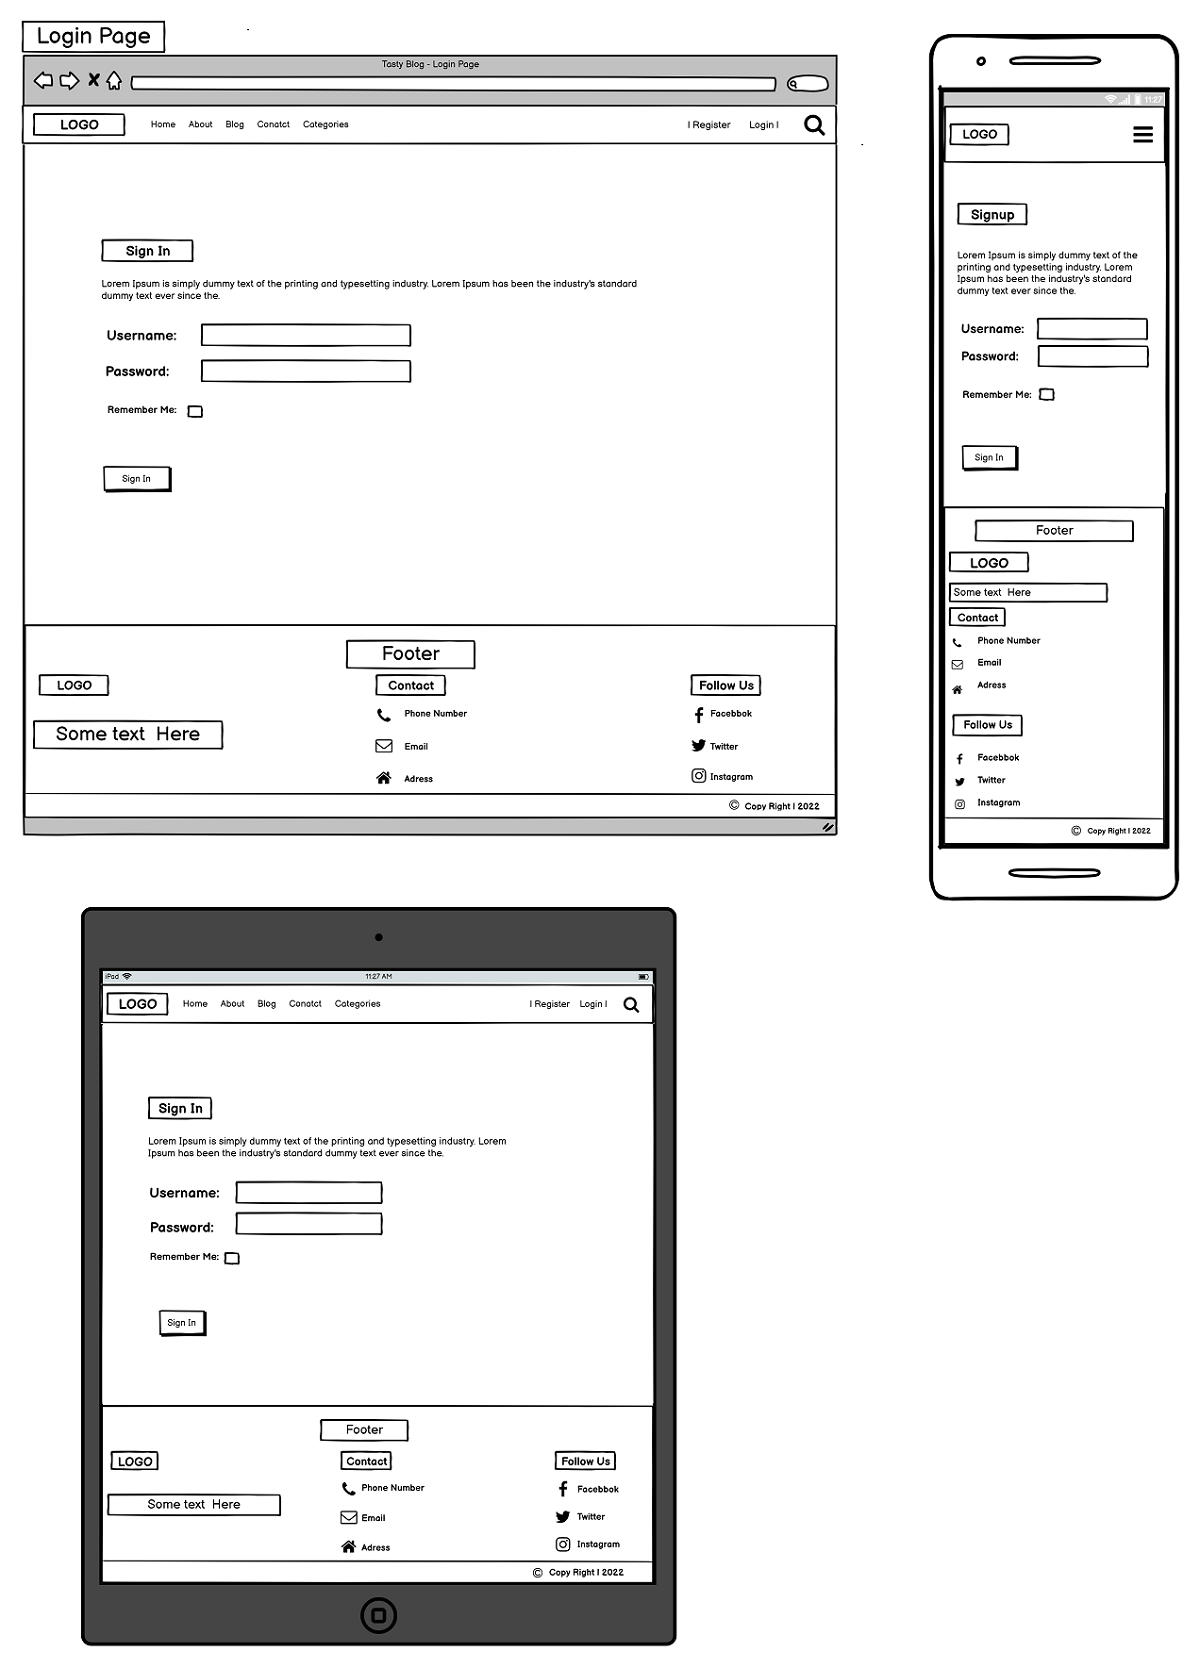 Login Page
Tasty Blog - Login Page
LOGO Home About Blog Conatct Categories | Register Login |
Sign In
Lorem Ipsum is simply dummy text of the printing and typesetting industry. Lorem Ipsum has been the industry's standard
dummy text ever since the.
Username:
Password:
Remember Me:
Sign In
Footer
LOGO Contact Follow Us
Phone Number Facebbok
Some text Here
Email Twitter
Adress Instagram
© Copy Right | 2022
11:27
LOGO
Signup
Lorem Ipsum is simply dummy text of the
printing and typesetting industry. Lorem
Ipsum has been the industry's standard
dummy text ever since the.
Username:
Password:
Remember Me:
Sign In
Footer
LOGO
Some text Here
Contact
Phone Number
Email
Adress
Follow Us
Facebbok
Twitter
Instagram
© Copy Right | 2022
iPad 11:27 AM
LOGO Home About Blog Conatct Categories | Register Login |
Sign In
Lorem Ipsum is simply dummy text of the printing and typesetting industry. Lorem
Ipsum has been the industry's standard dummy text ever since the.
Username:
Password:
Remember Me:
Sign In
Footer
LOGO Contact Follow Us
Phone Number Facebbok
Some text Here
Email Twitter
Adress Instagram
© Copy Right | 2022